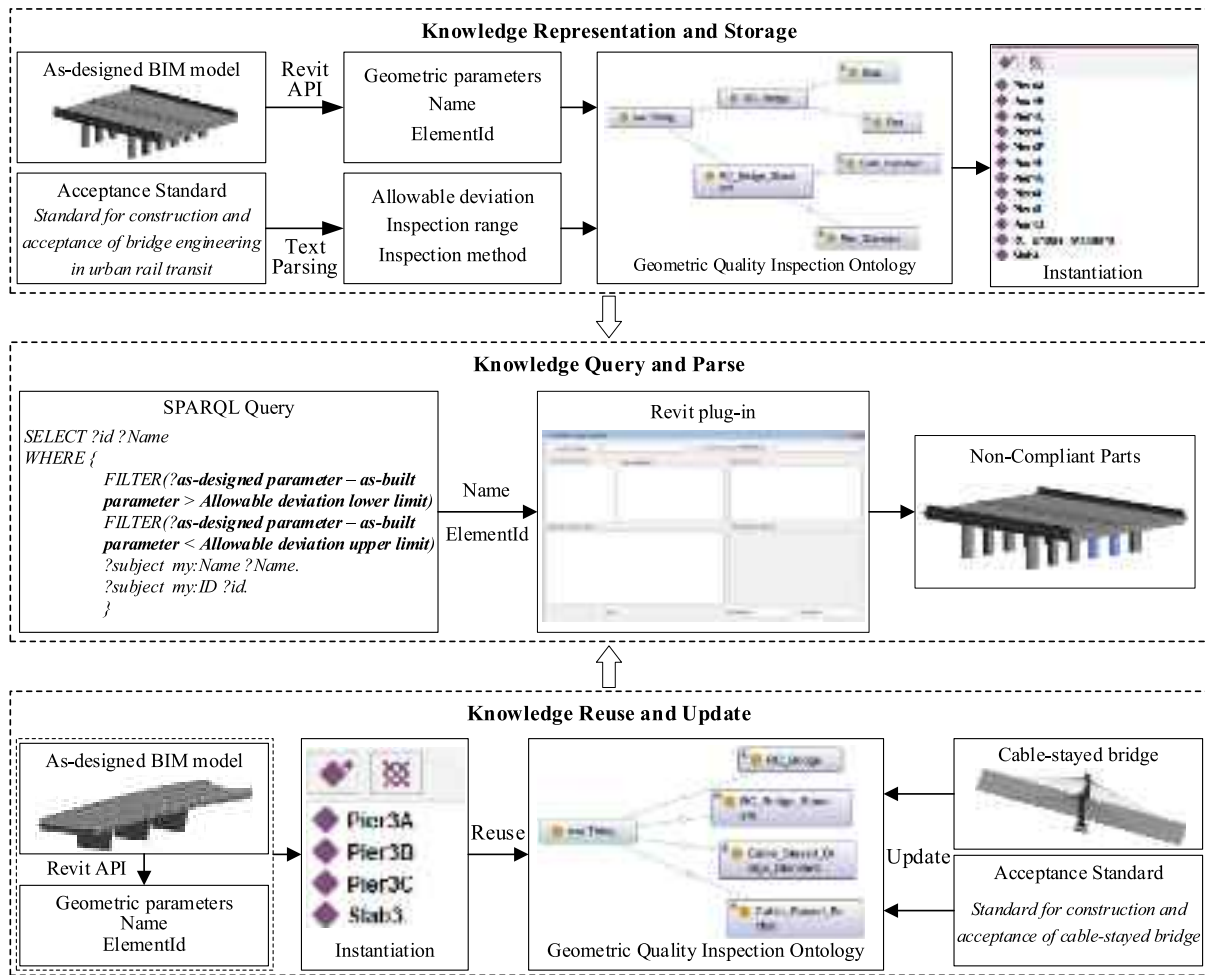 Knowledge Representation and Storage
As-designed BIM model
Revit
API
Geometric parameters
Name
ElementId
Acceptance Standard
Standard for construction and
acceptance of bridge engineering
in urban rail transit
Text
Parsing
Allowable deviation
Inspection range
Inspection method
Geometric Quality Inspection Ontology
Instantiation
Knowledge Query and Parse
SPARQL Query
SELECT ?id ?Name
WHERE {
FILTER(?as-designed parameter – as-built
parameter > Allowable deviation lower limit)
FILTER(?as-designed parameter – as-built
parameter < Allowable deviation upper limit)
?subject my:Name ?Name.
?subject my:ID ?id.
}
Name
ElementId
Revit plug-in
Non-Compliant Parts
Knowledge Reuse and Update
As-designed BIM model
Revit API
Geometric parameters
Name
ElementId
Pier3A
Pier3B
Pier3C
Slab3
Instantiation
Reuse
Geometric Quality Inspection Ontology
Update
Cable-stayed bridge
Acceptance Standard
Standard for construction and
acceptance of cable-stayed bridge